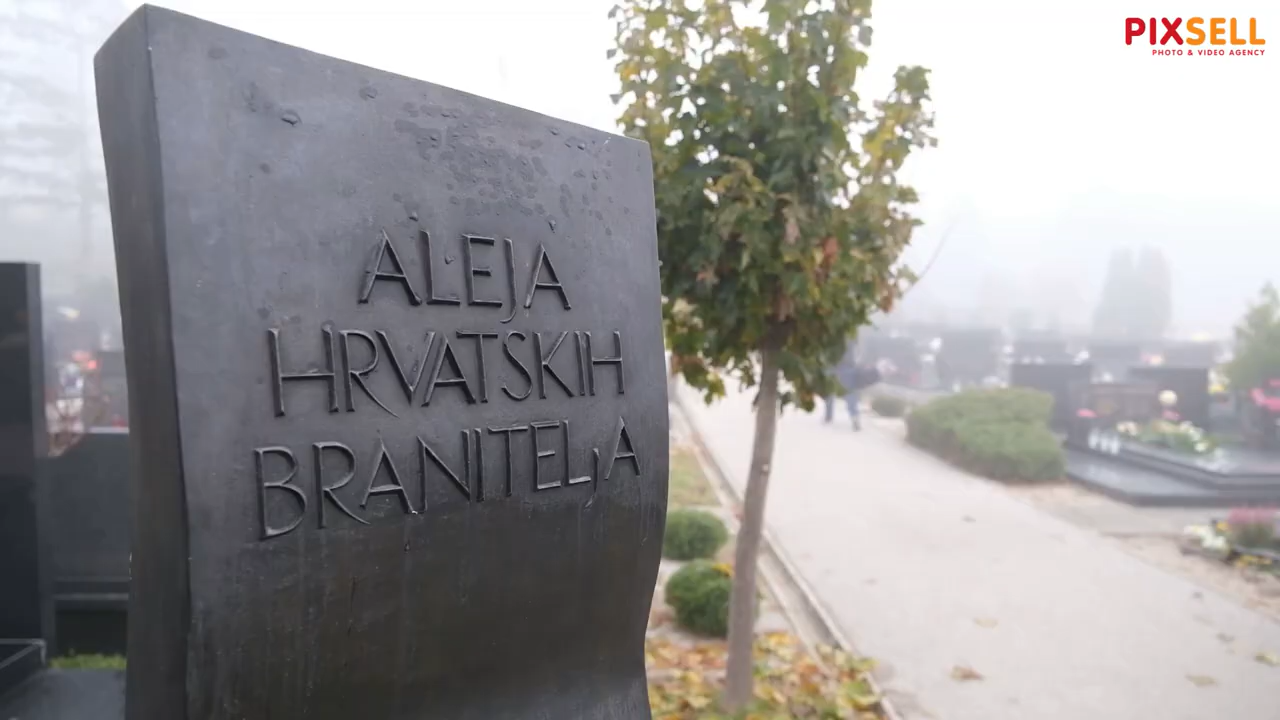 PIXSELL
PHOTO & VIDEO AGENCY
ALEJA
HRVATSKIH
BRANITELjA